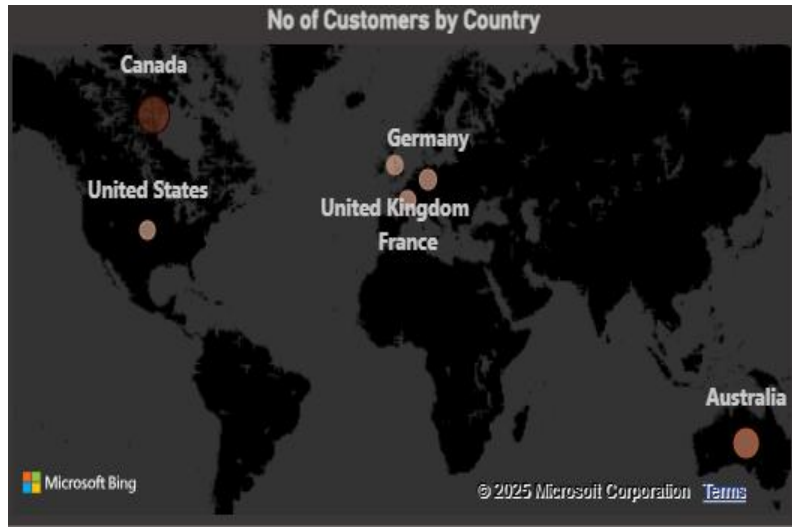 No of Customers by Country
Canada
Germany
United States
United Kingdom
France
Australia
Microsoft Bing
© 2025 Microsoft Corporation Terms